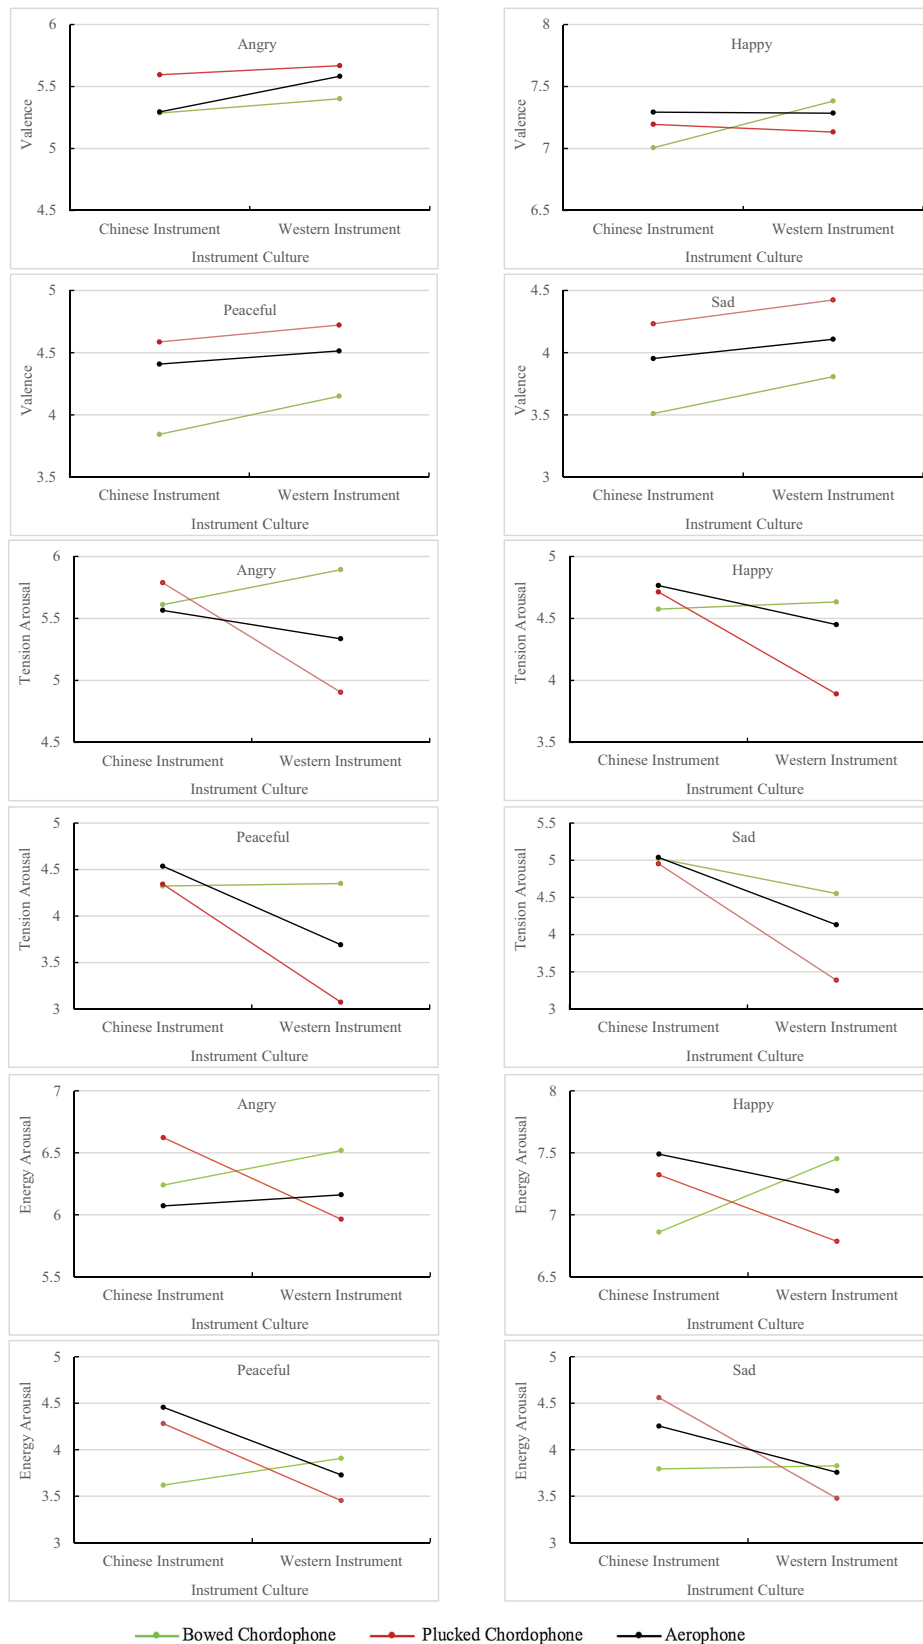 Angry
Valence
6
5.5
5
4.5
Chinese Instrument Western Instrument
Instrument Culture
Happy
Valence
8
7.5
7
6.5
Chinese Instrument Western Instrument
Instrument Culture
Peaceful
Valence
5
4.5
4
3.5
Chinese Instrument Western Instrument
Instrument Culture
Sad
Valence
4.5
4
3.5
3
Chinese Instrument Western Instrument
Instrument Culture
Angry
Tension Arousal
6
5.5
5
4.5
Chinese Instrument Western Instrument
Instrument Culture
Happy
Tension Arousal
5
4.5
4
3.5
Chinese Instrument Western Instrument
Instrument Culture
Peaceful
Tension Arousal
5
4.5
4
3.5
3
Chinese Instrument Western Instrument
Instrument Culture
Sad
Tension Arousal
5.5
5
4.5
4
3.5
3
Chinese Instrument Western Instrument
Instrument Culture
Angry
Energy Arousal
7
6.5
6
5.5
Chinese Instrument Western Instrument
Instrument Culture
Happy
Energy Arousal
8
7.5
7
6.5
Chinese Instrument Western Instrument
Instrument Culture
Peaceful
Energy Arousal
5
4.5
4
3.5
3
Chinese Instrument Western Instrument
Instrument Culture
Sad
Energy Arousal
5
4.5
4
3.5
3
Chinese Instrument Western Instrument
Instrument Culture
Bowed Chordophone Plucked Chordophone Aerophone